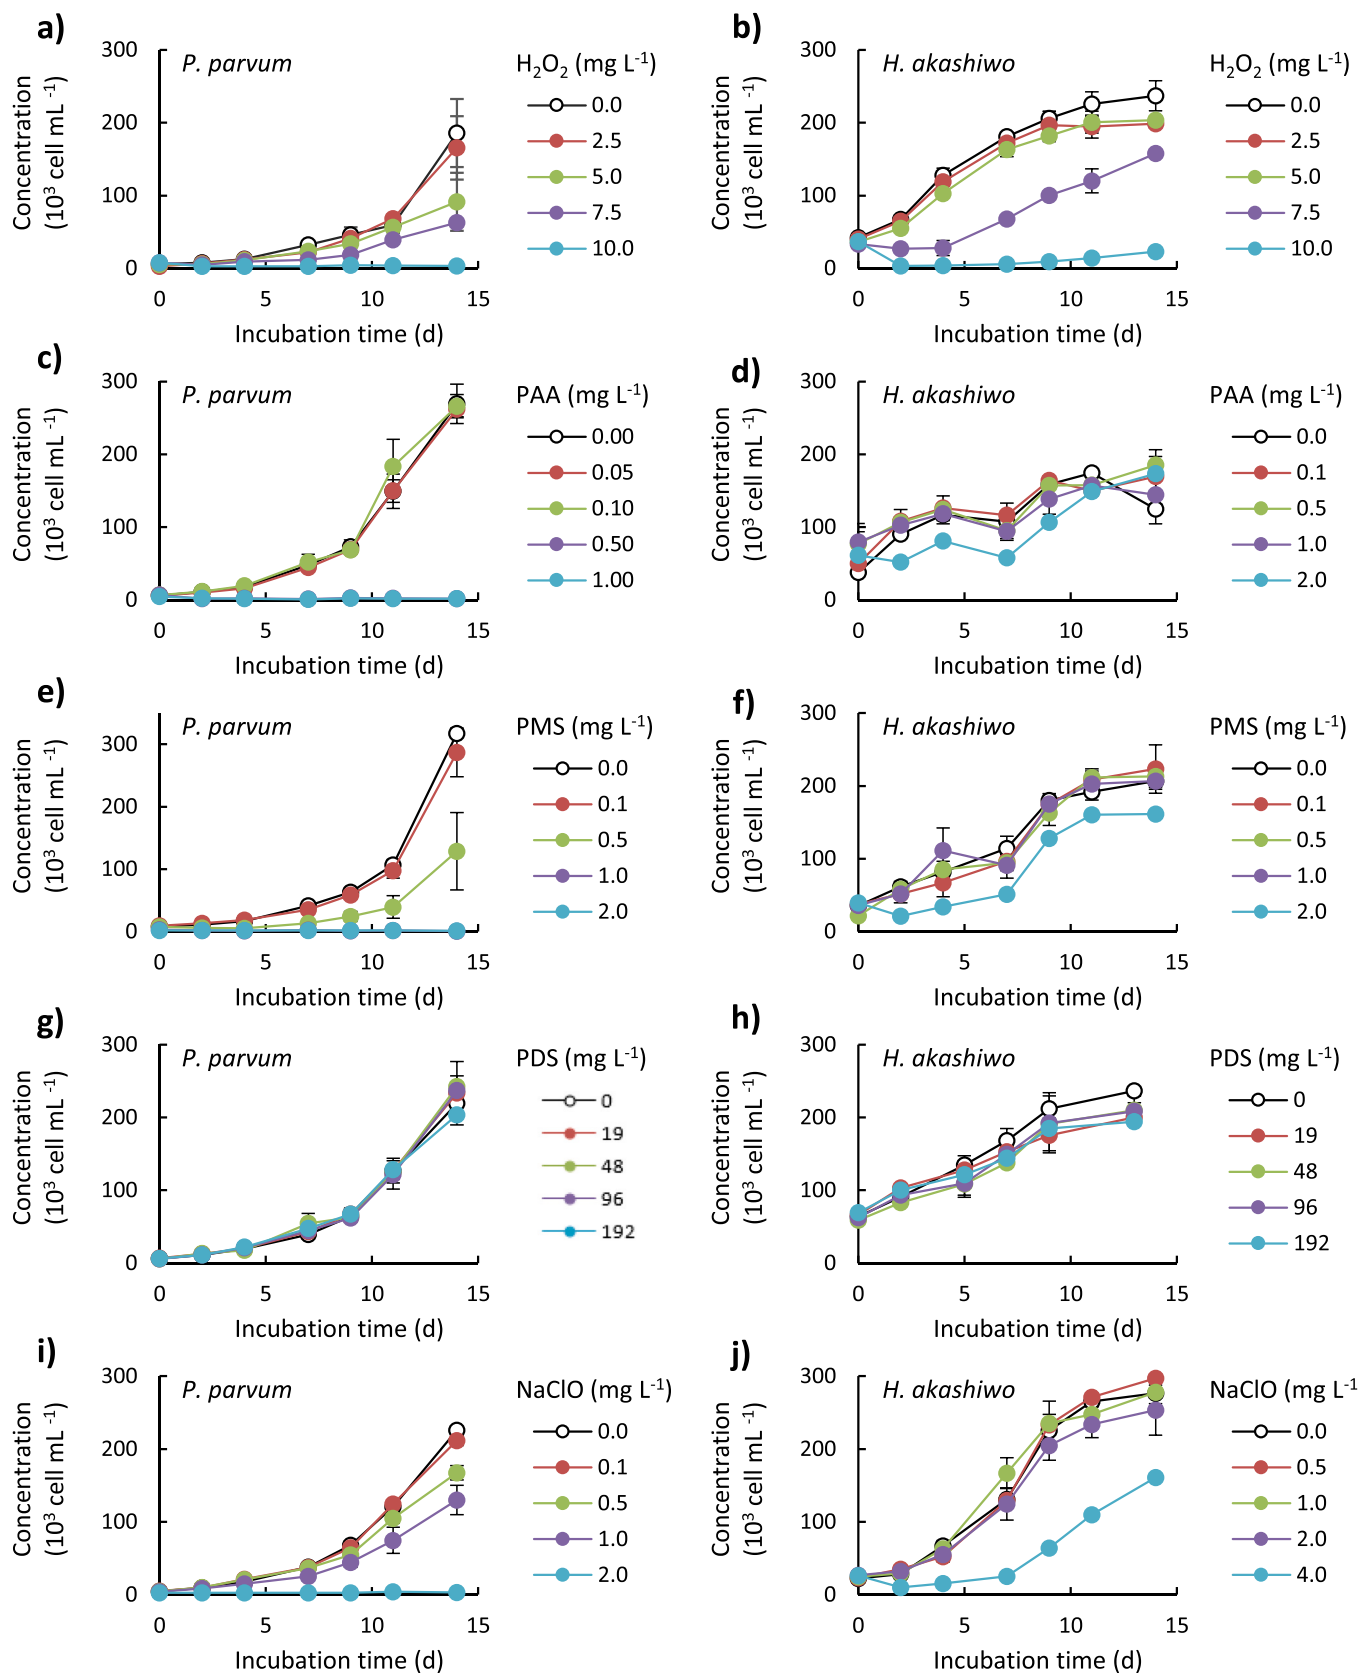 a)
P. parvum
Concentration
(10³ cell mL⁻¹)
300
200
100
0
0 5 10 15
Incubation time (d)
H₂O₂ (mg L⁻¹)
0.0
2.5
5.0
7.5
10.0
b)
H. akashiwo
Concentration
(10³ cell mL⁻¹)
300
200
100
0
0 5 10 15
Incubation time (d)
H₂O₂ (mg L⁻¹)
0.0
2.5
5.0
7.5
10.0
c)
P. parvum
Concentration
(10³ cell mL⁻¹)
300
200
100
0
0 5 10 15
Incubation time (d)
PAA (mg L⁻¹)
0.00
0.05
0.10
0.50
1.00
d)
H. akashiwo
Concentration
(10³ cell mL⁻¹)
300
200
100
0
0 5 10 15
Incubation time (d)
PAA (mg L⁻¹)
0.0
0.1
0.5
1.0
2.0
e)
P. parvum
Concentration
(10³ cell mL⁻¹)
300
200
100
0
0 5 10 15
Incubation time (d)
PMS (mg L⁻¹)
0.0
0.1
0.5
1.0
2.0
f)
H. akashiwo
Concentration
(10³ cell mL⁻¹)
300
200
100
0
0 5 10 15
Incubation time (d)
PMS (mg L⁻¹)
0.0
0.1
0.5
1.0
2.0
g)
P. parvum
Concentration
(10³ cell mL⁻¹)
300
200
100
0
0 5 10 15
Incubation time (d)
PDS (mg L⁻¹)
0
19
48
96
192
h)
H. akashiwo
Concentration
(10³ cell mL⁻¹)
300
200
100
0
0 5 10 15
Incubation time (d)
PDS (mg L⁻¹)
0
19
48
96
192
i)
P. parvum
Concentration
(10³ cell mL⁻¹)
300
200
100
0
0 5 10 15
Incubation time (d)
NaClO (mg L⁻¹)
0.0
0.1
0.5
1.0
2.0
j)
H. akashiwo
Concentration
(10³ cell mL⁻¹)
300
200
100
0
0 5 10 15
Incubation time (d)
NaClO (mg L⁻¹
0.0
0.5
1.0
2.0
4.0